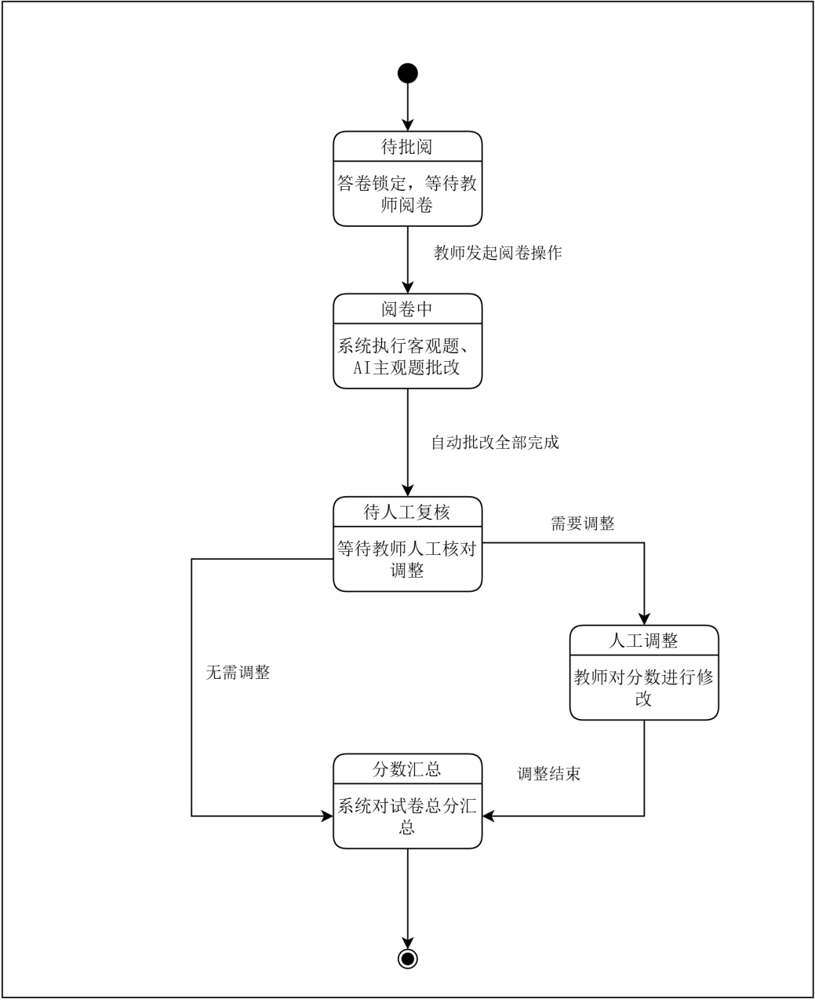 待批阅
答卷锁定，等待教
师阅卷
教师发起阅卷操作
阅卷中
系统执行客观题、
AI主观题批改
自动批改全部完成
待人工复核
等待教师人工核对
调整
需要调整
人工调整
教师对分数进行修
改
无需调整
分数汇总
系统对试卷总分汇
总
调整结束